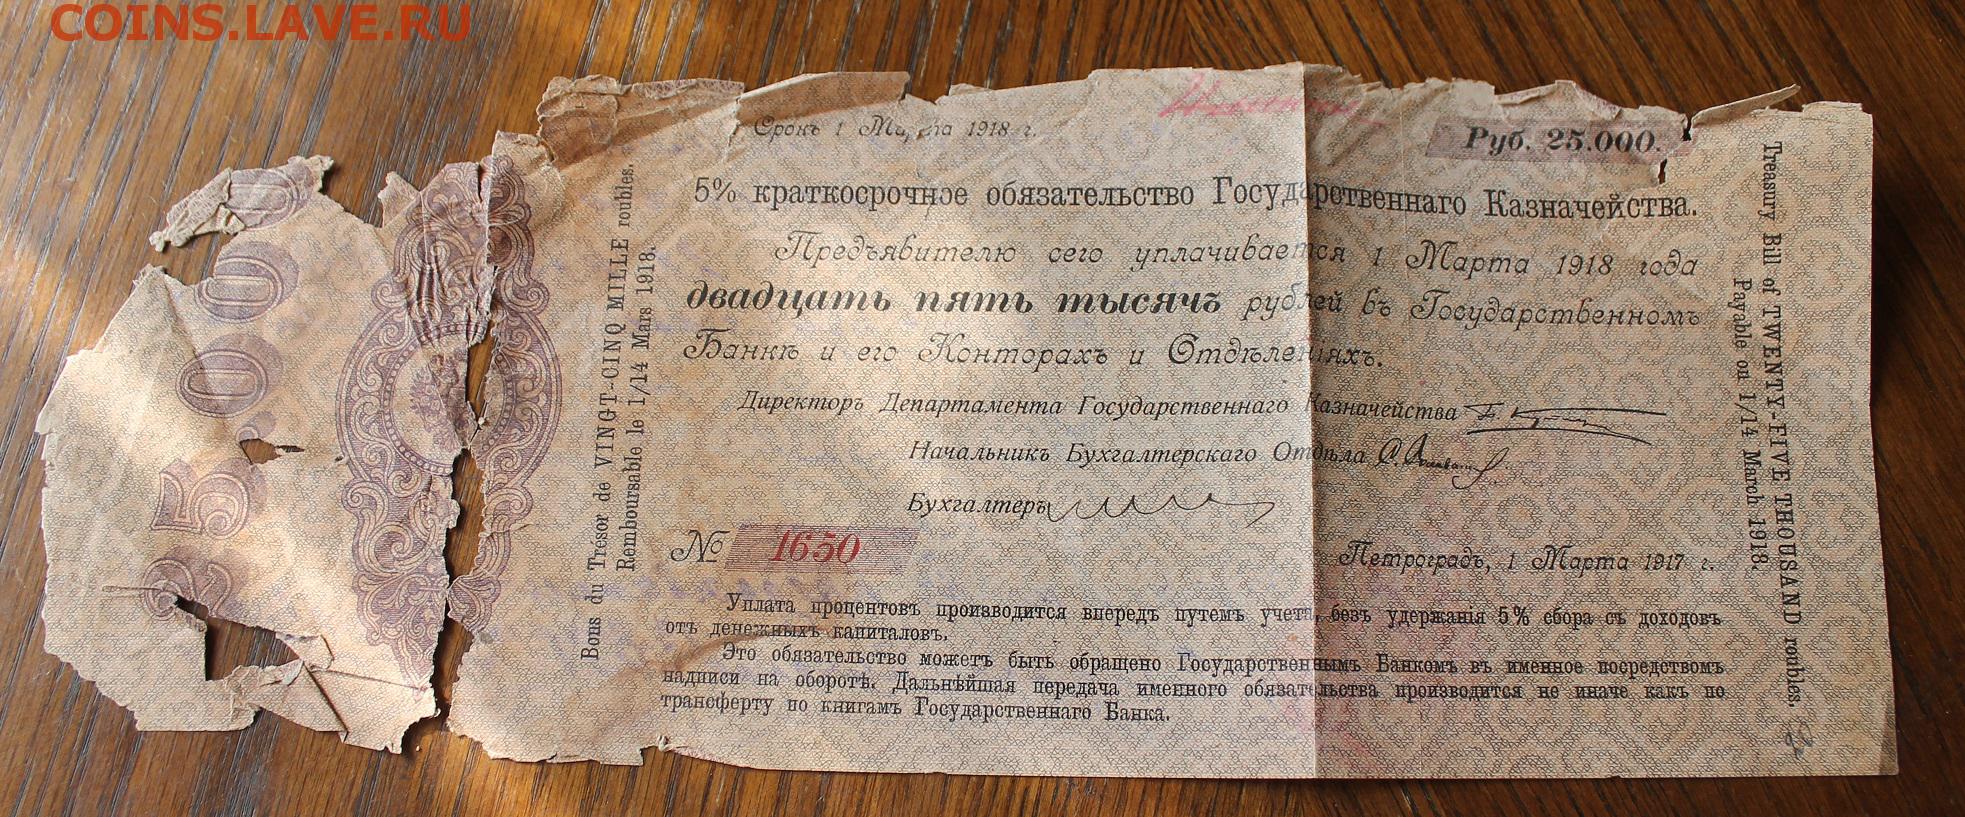 COINS.LAVE.RU
Срокъ 1 Марта 1918 г.
Руб. 25.000.
5% краткосрочное обязательство Государственнаго Казначейства.
Предъявителю сего уплачивается 1 Марта 1918 года
двадцать пять тысячъ рублей въ Государственномъ
Банкѣ и его Конторахъ и Отдѣленіяхъ.
Директоръ Департамента Государственнаго Казначейства
Начальникъ Бухгалтерскаго Отдѣла
Бухгалтеръ
№ 1650
Петроградъ, 1 Марта 1917 г.
Уплата процентовъ производится впередъ путемъ учета, безъ удержанія 5% сбора съ доходовъ
отъ денежныхъ капиталовъ.
Это обязательство можетъ быть обращено Государственнымъ Банкомъ въ именное посредствомъ
надписи на оборотѣ. Дальнѣйшая передача именного обязательства производится не иначе какъ по
трансферту по книгамъ Государственнаго Банка.
Bons du Tresor de VINGT-CINQ MILLE roubles.
Remboursable le 1/14 Mars 1918.
Treasury Bill of TWENTY-FIVE THOUSAND roubles.
Payable on 1/14 March 1918.
25.000